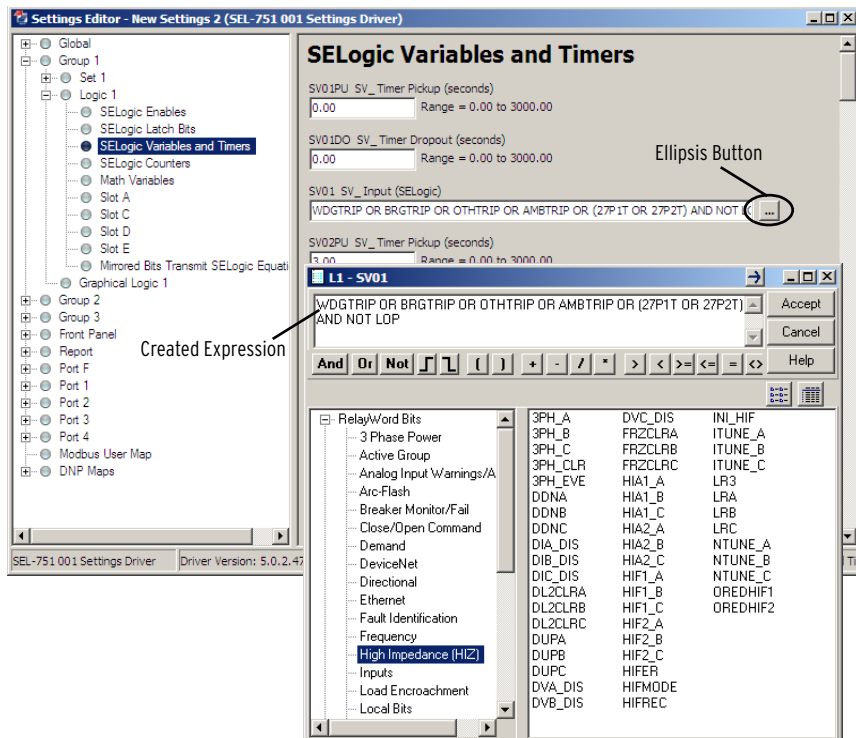 Settings Editor - New Settings 2 (SEL-751 001 Settings Driver)
Global
Group 1
Set 1
Logic 1
SELogic Enables
SELogic Latch Bits
SELogic Variables and Timers
SELogic Counters
Math Variables
Slot A
Slot C
Slot D
Slot E
Mirrored Bits Transmit SELogic Equati
Graphical Logic 1
Group 2
Group 3
Front Panel
Report
Port F
Port 1
Port 2
Port 3
Port 4
Modbus User Map
DNP Maps
SEL-751 001 Settings Driver
Driver Version: 5.0.2.47
SELogic Variables and Timers
SV01PU SV_ Timer Pickup (seconds)
0.00 Range = 0.00 to 3000.00
SV01DO SV_ Timer Dropout (seconds)
0.00 Range = 0.00 to 3000.00
Ellipsis Button
SV01 SV_ Input (SELogic)
WDGTRIP OR BRGTRIP OR OTHTRIP OR AMBTRIP OR (27P1T OR 27P2T) AND NOT LO ...
SV02PU SV_ Timer Pickup (seconds)
3.00 Range = 0.00 to 3000.00
L1 - SV01
WDGTRIP OR BRGTRIP OR OTHTRIP OR AMBTRIP OR (27P1T OR 27P2T)
AND NOT LOP
Accept
Cancel
Help
Created Expression
And Or Not ( ) + - / * > < >= <= = <>
RelayWord Bits
3 Phase Power
Active Group
Analog Input Warnings/A
Arc-Flash
Breaker Monitor/Fail
Close/Open Command
Demand
DeviceNet
Directional
Ethernet
Fault Identification
Frequency
High Impedance (HIZ)
Inputs
Load Encroachment
Local Bits
3PH_A DVC_DIS INI_HIF
3PH_B FRZCLRA ITUNE_A
3PH_C FRZCLRB ITUNE_B
3PH_CLR FRZCLRC ITUNE_C
3PH_EVE HIA1_A LR3
DDNA HIA1_B LRA
DDNB HIA1_C LRB
DDNC HIA2_A LRC
DIA_DIS HIA2_B NTUNE_A
DIB_DIS HIA2_C NTUNE_B
DIC_DIS HIF1_A NTUNE_C
DL2CLRA HIF1_B OREDHIF1
DL2CLRB HIF1_C OREDHIF2
DL2CLRC HIF2_A
DUPA HIF2_B
DUPB HIF2_C
DUPC HIFER
DVA_DIS HIFMODE
DVB_DIS HIFREC